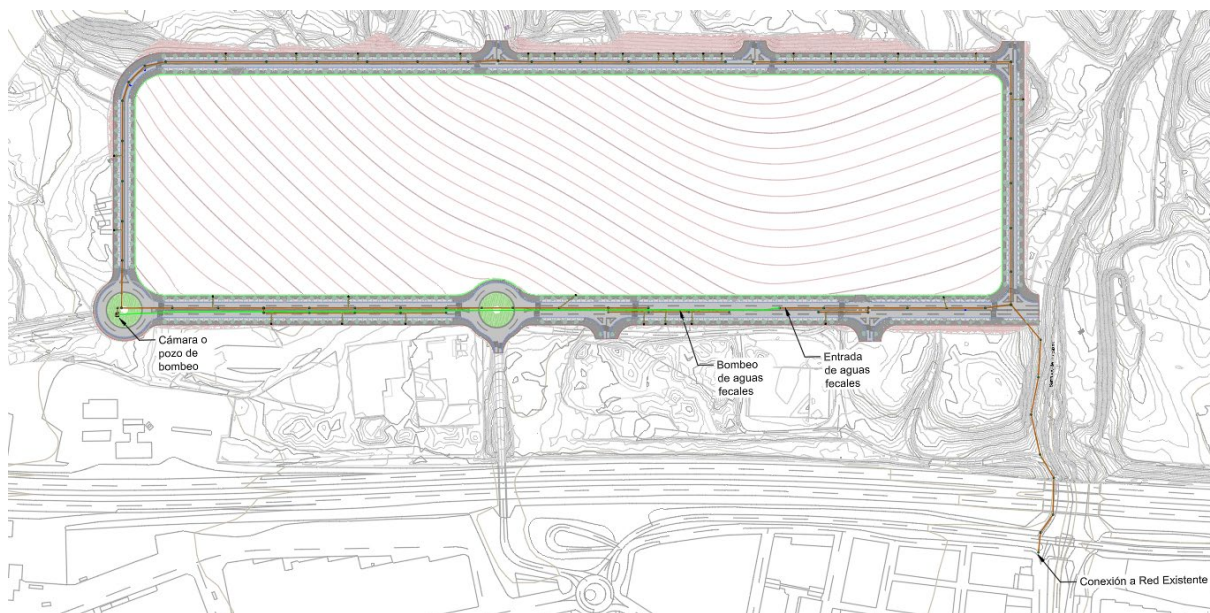 Cámara o
pozo de
bombeo
Bombeo
de aguas
fecales
Entrada
de aguas
fecales
Conexión a Red Existente